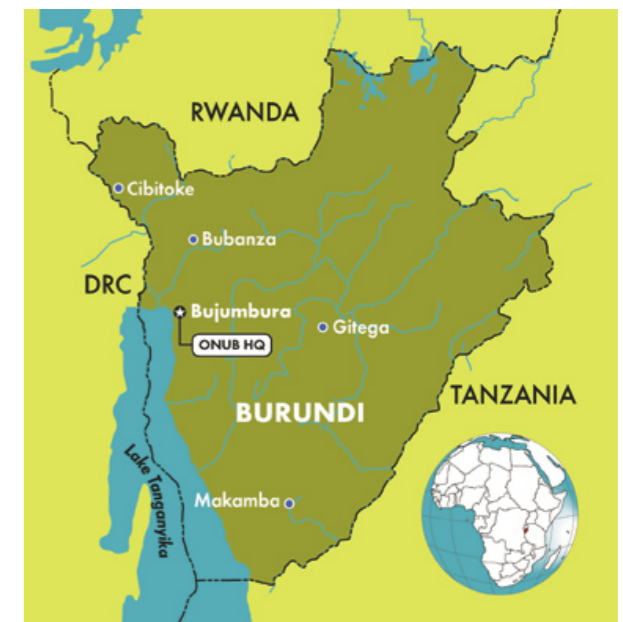 RWANDA
Cibitoke
Bubanza
DRC
Bujumbura
Gitega
ONUB HQ
TANZANIA
BURUNDI
Lake Tanganyika
Makamba